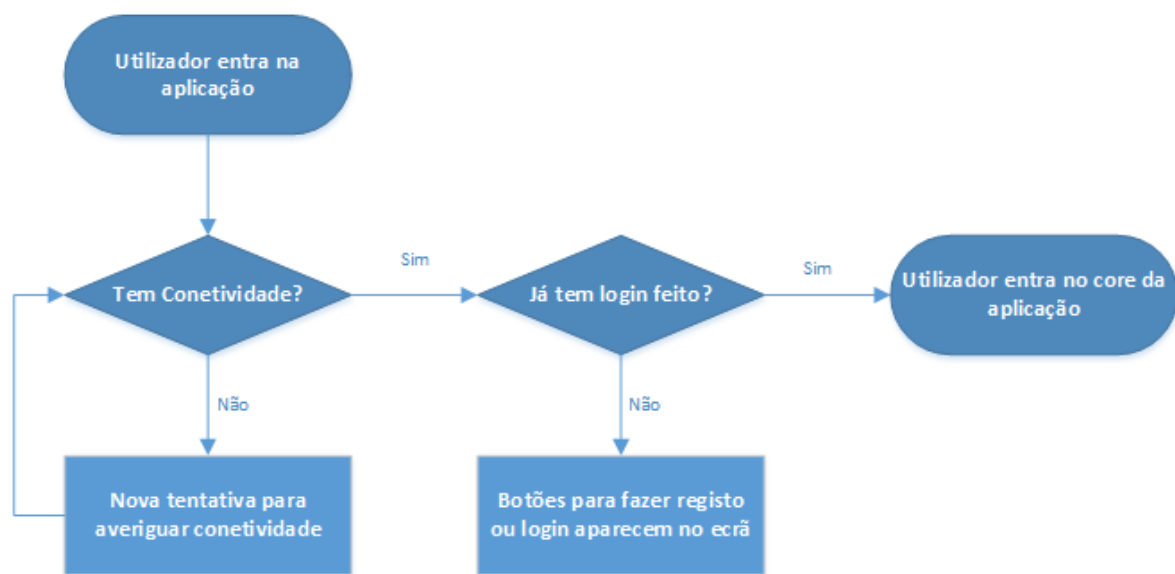 Utilizador entra na
aplicação
Tem Conetividade?
Sim
Já tem login feito?
Sim
Utilizador entra no core da
aplicação
Não
Não
Nova tentativa para
averiguar conetividade
Botões para fazer registo
ou login aparecem no ecrã